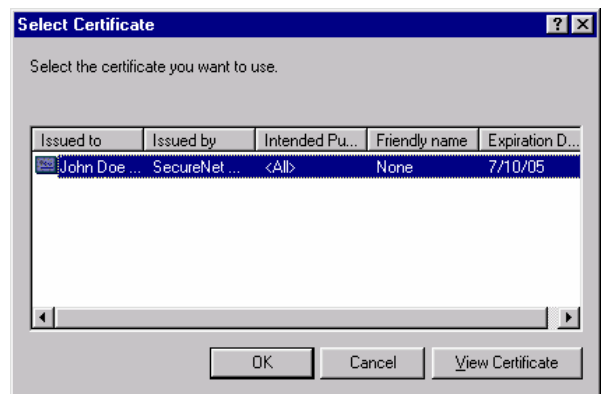 Select Certificate
Select the certificate you want to use.
Issued to Issued by Intended Pu... Friendly name Expiration D...
John Doe ... SecureNet ... <All> None 7/10/05
OK Cancel View Certificate